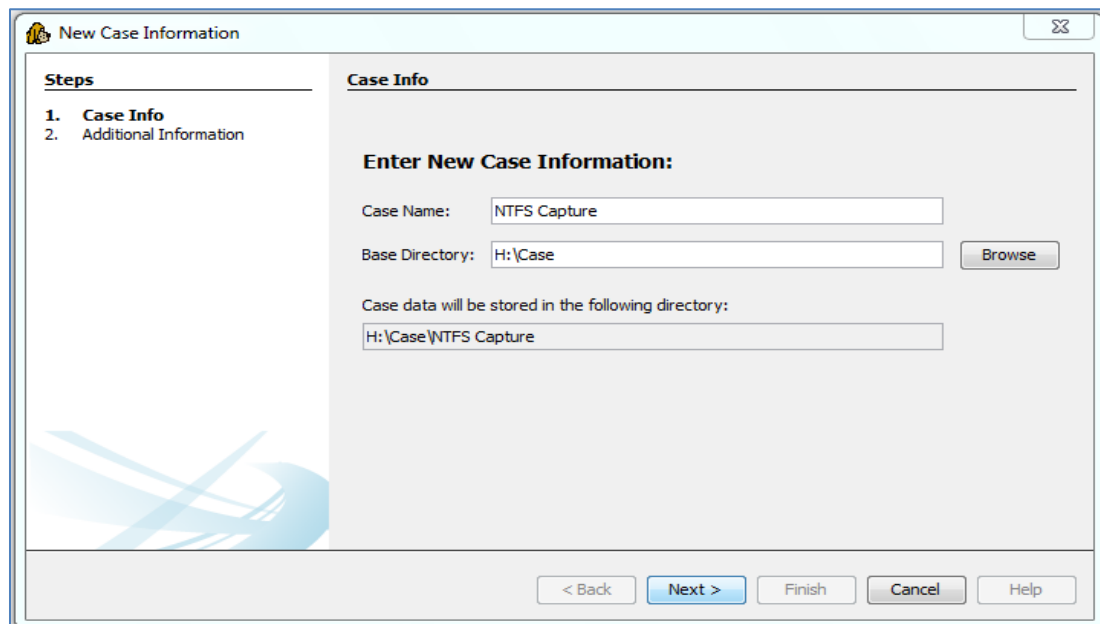 New Case Information
Steps
1. Case Info
2. Additional Information
Case Info
Enter New Case Information:
Case Name: NTFS Capture
Base Directory: H:\Case Browse
Case data will be stored in the following directory:
H:\Case\NTFS Capture
< Back Next > Finish Cancel Help